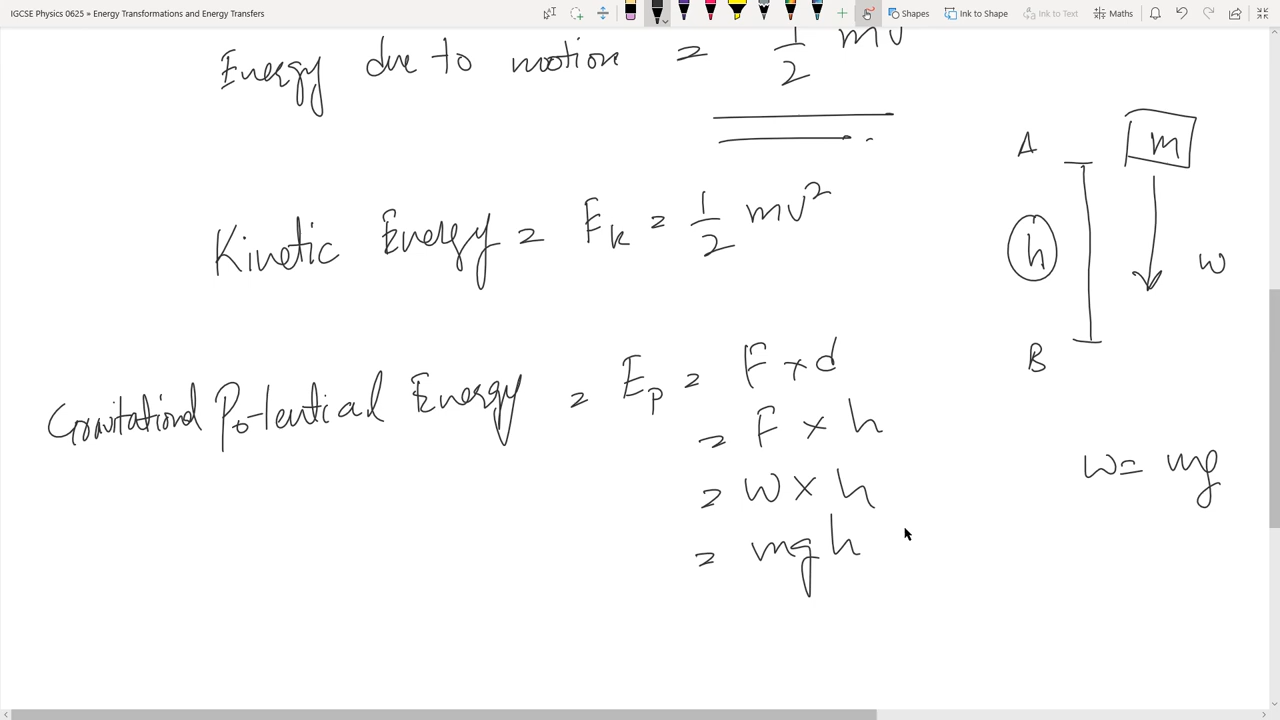 IGCSE Physics 0625 » Energy Transformations and Energy Transfers
Shapes Ink to Shape Ink to Text Maths
Energy due to motion = 1/2 mv
A m
Kinetic Energy = Ek = 1/2 mv²
h w
B
Gravitational Potential Energy = Ep = F × d
= F × h
w = mg
= w × h
= mgh